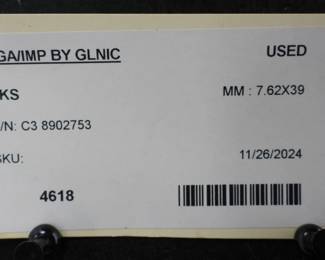 GA/IMP BY GLNIC USED
KS MM : 7.62X39
/N: C3 8902753
SKU: 11/26/2024
4618